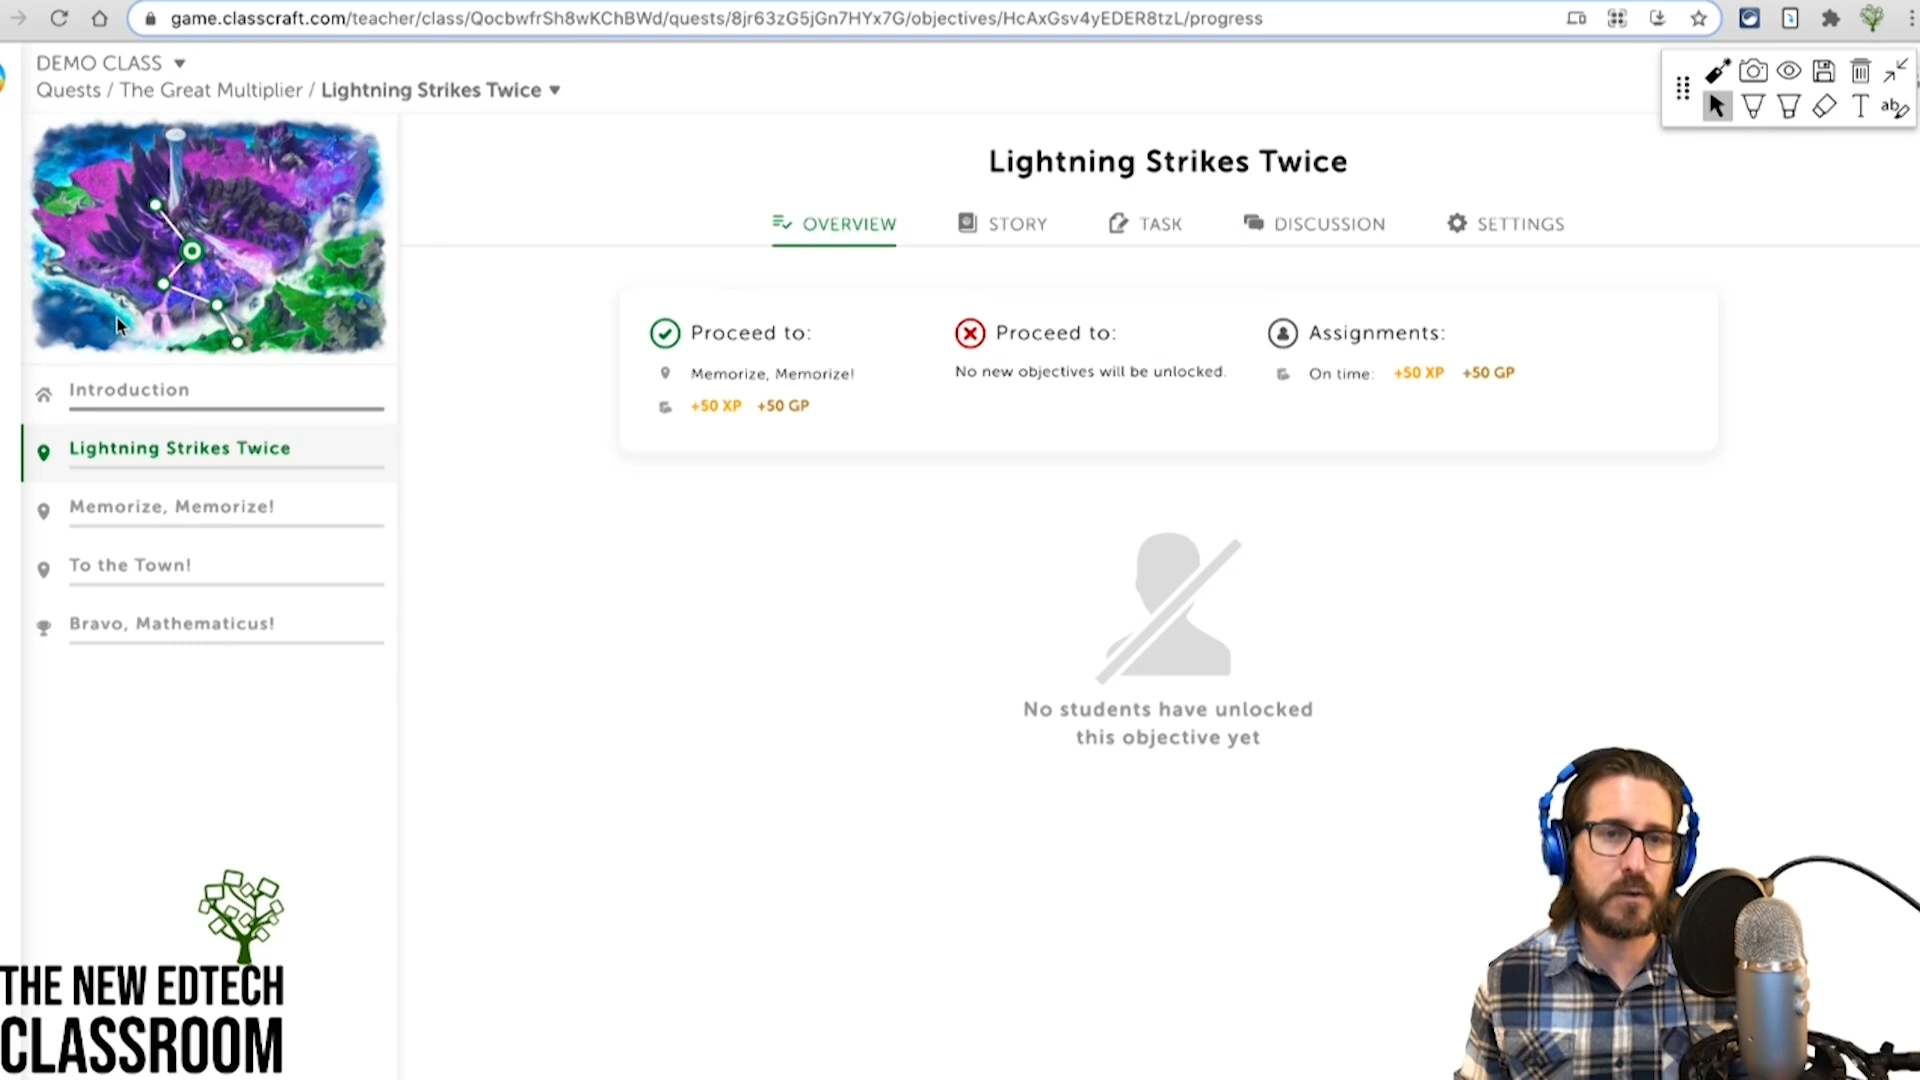 game.classcraft.com/teacher/class/QocbwfrSh8wKChBWd/quests/8jr63zG5jGn7HYx7G/objectives/HcAxGsv4yEDER8tzL/progress
DEMO CLASS
Quests / The Great Multiplier / Lightning Strikes Twice
T
ab
Lightning Strikes Twice
OVERVIEW
STORY
TASK
DISCUSSION
SETTINGS
Proceed to:
Memorize, Memorize!
+50 XP +50 GP
Proceed to:
No new objectives will be unlocked.
Assignments:
On time: +50 XP +50 GP
Introduction
Lightning Strikes Twice
Memorize, Memorize!
To the Town!
Bravo, Mathematicus!
No students have unlocked
this objective yet
THE NEW EDTECH
CLASSROOM